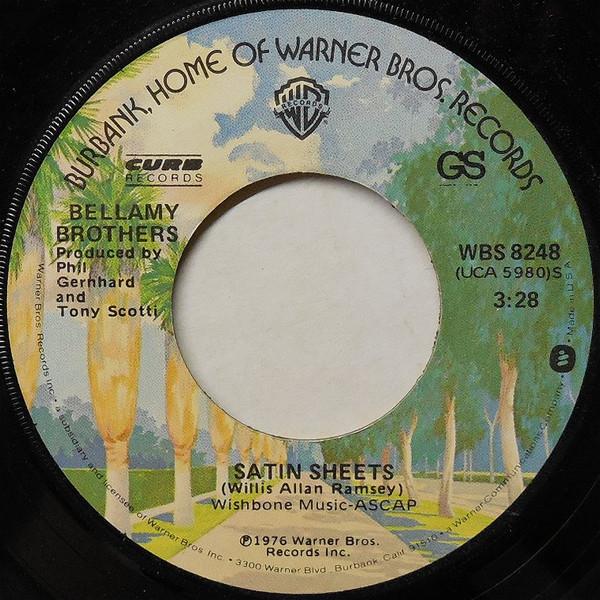 BURBANK, HOME OF WARNER BROS. RECORDS
RECORDS
CURB
RECORDS
GS
BELLAMY
BROTHERS
Produced by
Phil
Gernhard
and
Tony Scotti
WBS 8248
(UCA 5980)S
3:28
SATIN SHEETS
(Willis Allan Ramsey)
Wishbone Music-ASCAP
℗1976 Warner Bros.
Records Inc.
Warner Bros. Records Inc. • a subsidiary and licensee of Warner Bros. Inc. • 3300 Warner Blvd., Burbank, Calif. 91510 • a Warner Communications Company • Made in U.S.A.